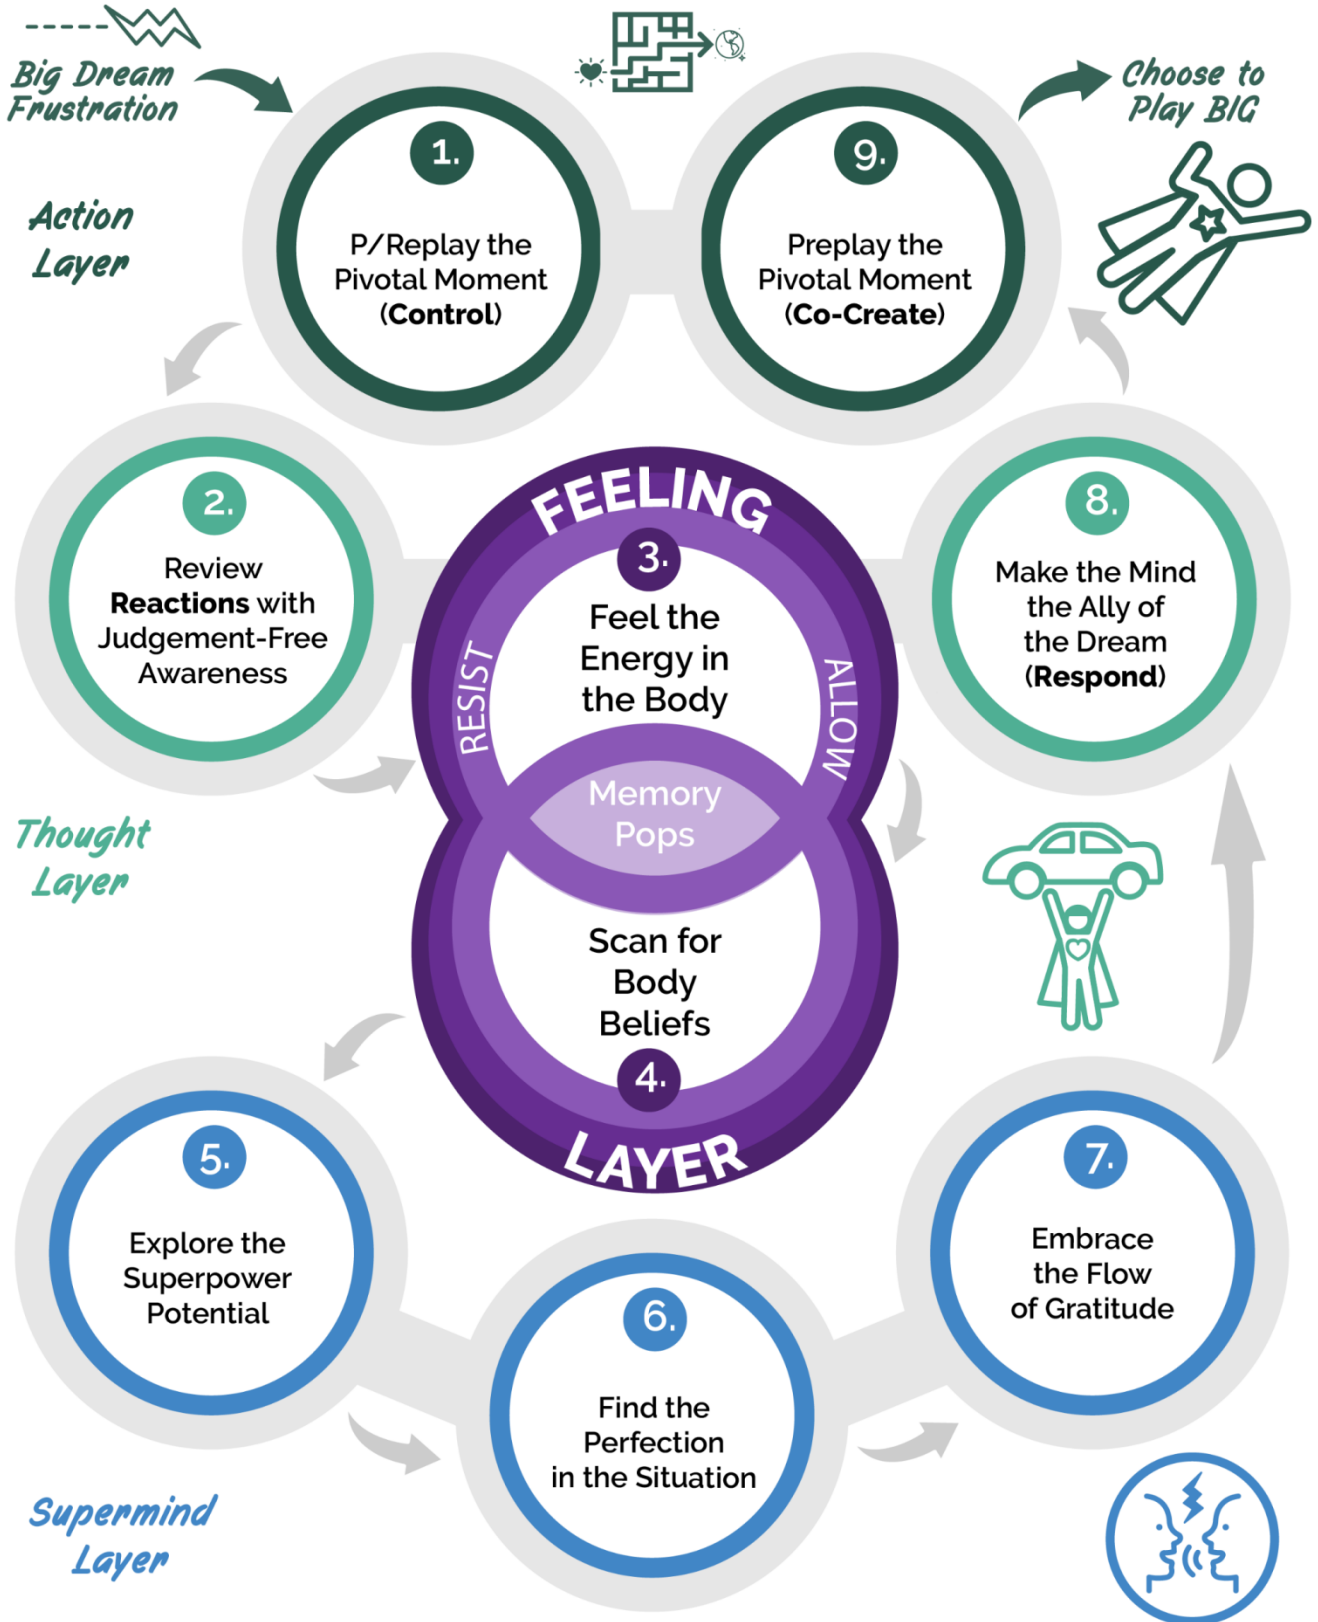 Big Dream
Frustration
Choose to
Play BIG
Action
Layer
1.
P/Replay the
Pivotal Moment
(Control)
9.
Preplay the
Pivotal Moment
(Co-Create)
2.
Review
Reactions with
Judgement-Free
Awareness
FEELING
3.
Feel the
Energy in
the Body
RESIST
ALLOW
Memory
Pops
Scan for
Body
Beliefs
4.
LAYER
8.
Make the Mind
the Ally of
the Dream
(Respond)
Thought
Layer
5.
Explore the
Superpower
Potential
6.
Find the
Perfection
in the Situation
7.
Embrace
the Flow
of Gratitude
Supermind
Layer